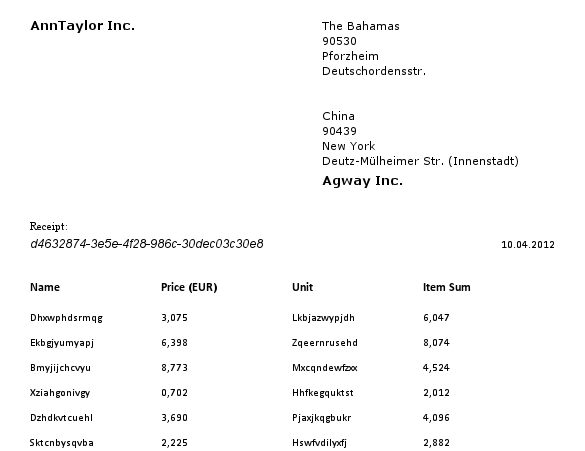 AnnTaylor Inc.
The Bahamas
90530
Pforzheim
Deutschordensstr.
China
90439
New York
Deutz-Mülheimer Str. (Innenstadt)
Agway Inc.
Receipt:
d4632874-3e5e-4f28-986c-30dec03c30e8
10.04.2012
Name Price (EUR) Unit Item Sum
Dhxwphdsrmqg 3,075 Lkbjazwypjdh 6,047
Ekbgjyumyapj 6,398 Zqeernrusehd 8,074
Bmyjijchcvyu 8,773 Mxcqndewfzxx 4,524
Xziahgonivgy 0,702 Hhfkegquktst 2,012
Dzhdkvtcuehl 3,690 Pjaxjkqgbukr 4,096
Sktcnbysqvba 2,225 Hswfvdilyxfj 2,882